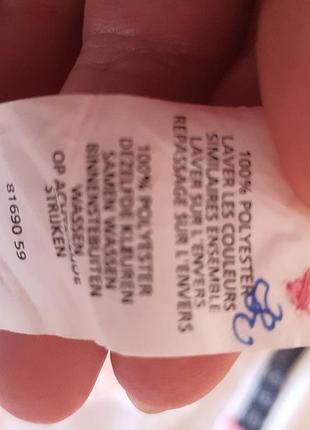 100% POLYESTER
LAVER LES COULEURS
SIMILAIRES ENSEMBLE
LAVER SUR L'ENVERS
REPASSAGE SUR L'ENVERS
100% POLYESTER
DEZELFDE KLEUREN
SAMEN WASSEN
BINNENSTEBUITEN
WASSEN
OP
STRIJKEN
81690 59